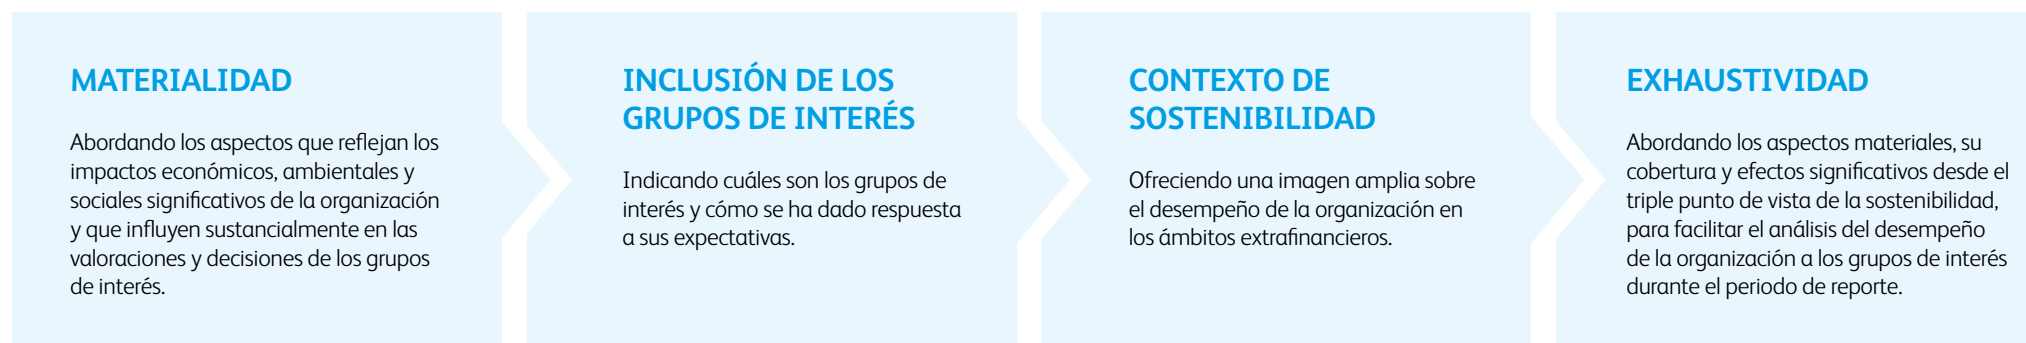 MATERIALIDAD
Abordando los aspectos que reflejan los
impactos económicos, ambientales y
sociales significativos de la organización
y que influyen sustancialmente en las
valoraciones y decisiones de los grupos
de interés.
INCLUSIÓN DE LOS
GRUPOS DE INTERÉS
Indicando cuáles son los grupos de
interés y cómo se ha dado respuesta
a sus expectativas.
CONTEXTO DE
SOSTENIBILIDAD
Ofreciendo una imagen amplia sobre
el desempeño de la organización en
los ámbitos extrafinancieros.
EXHAUSTIVIDAD
Abordando los aspectos materiales, su
cobertura y efectos significativos desde el
triple punto de vista de la sostenibilidad,
para facilitar el análisis del desempeño
de la organización a los grupos de interés
durante el periodo de reporte.